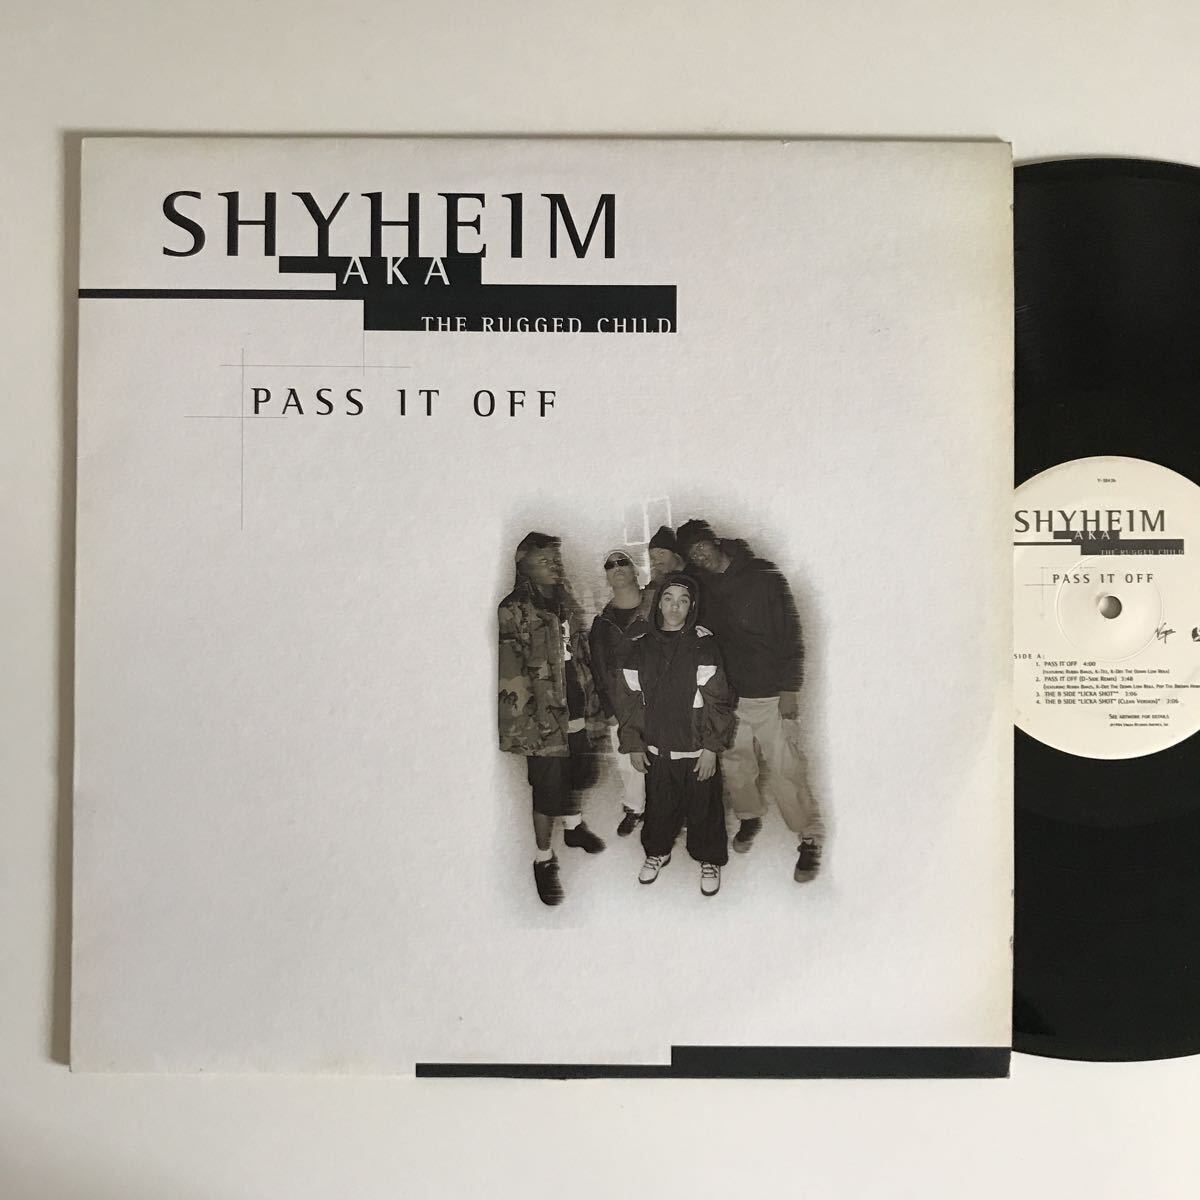 SHYHEIM
AKA
THE RUGGED CHILD
PASS IT OFF
SHYHEIM
AKA
THE RUGGED CHILD
PASS IT OFF
SIDE A:
1. PASS IT OFF 4:00
2. PASS IT OFF (D-SIDE REMIX) 3:48
3. THE B SIDE "LICKA SHOT" 3:06
4. THE B SIDE "LICKA SHOT" (CLEAN VERSION) 3:06
SEE ARTWORK FOR DETAILS